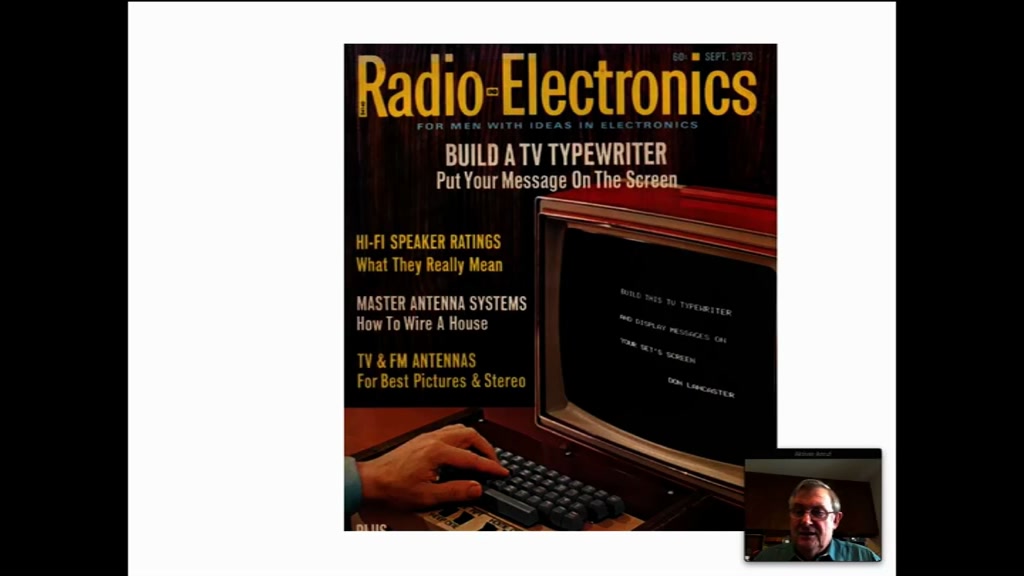 60¢ SEPT. 1973
Radio-Electronics
FOR MEN WITH IDEAS IN ELECTRONICS
BUILD A TV TYPEWRITER
Put Your Message On The Screen
HI-FI SPEAKER RATINGS
What They Really Mean
MASTER ANTENNA SYSTEMS
How To Wire A House
TV & FM ANTENNAS
For Best Pictures & Stereo
BUILD THIS TV TYPEWRITER
AND DISPLAY MESSAGES ON
YOUR SET'S SCREEN
DON LANCASTER
PLUS